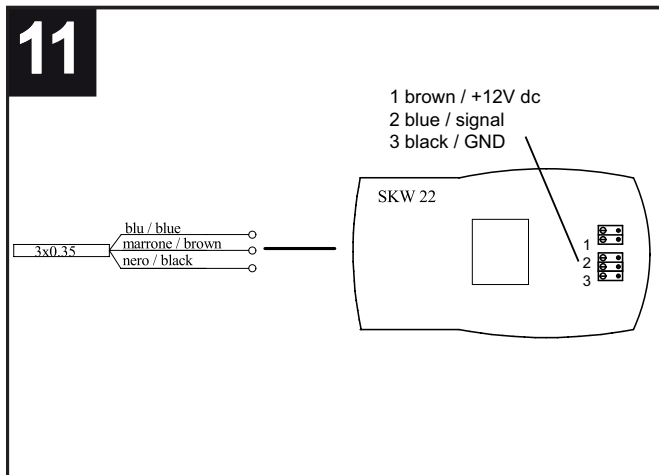 11
1 brown / +12V dc
2 blue / signal
3 black / GND
SKW 22
blu / blue
marrone / brown
nero / black
3x0.35
1
2
3